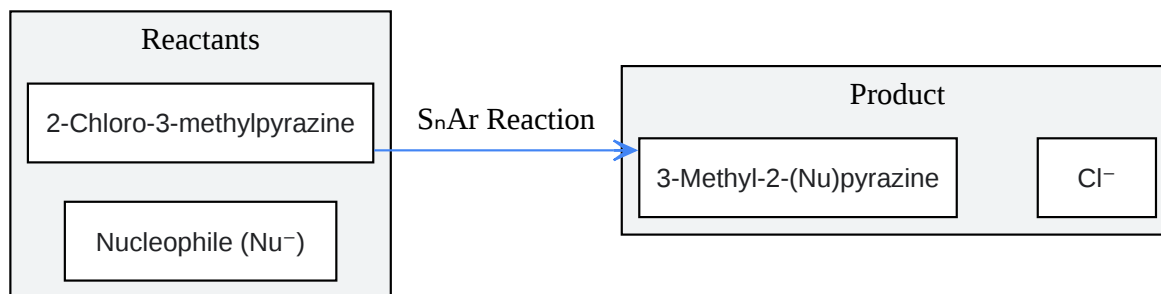 Reactants
2-Chloro-3-methylpyrazine
Nucleophile (Nu⁻)
SₙAr Reaction
Product
3-Methyl-2-(Nu)pyrazine
Cl⁻